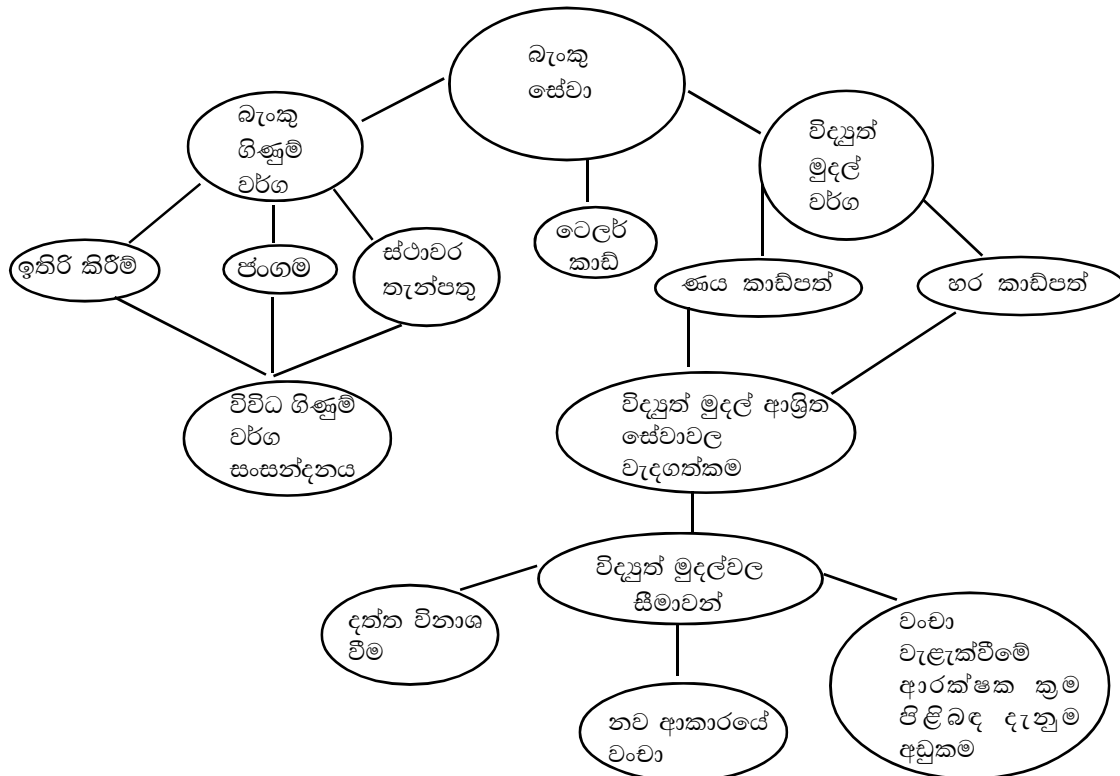 බැංකු
සේවා
බැංකු
ගිණුම්
වර්ග
විද්‍යුත්
මුදල්
වර්ග
ටෙලර්
කාඩ්
ඉතිරි කිරීම්
ජංගම
ස්ථාවර
තැන්පතු
ණය කාඩ්පත්
හර කාඩ්පත්
විවිධ ගිණුම්
වර්ග
සංසන්දනය
විද්‍යුත් මුදල් ආශ්‍රිත
සේවාවල
වැදගත්කම
විද්‍යුත් මුදල්වල
සීමාවන්
දත්ත විනාශ
වීම
නව ආකාරයේ
වංචා
වංචා
වැළැක්වීමේ
ආරක්ෂක ක්‍රම
පිළිබඳ දැනුම
අඩුකම